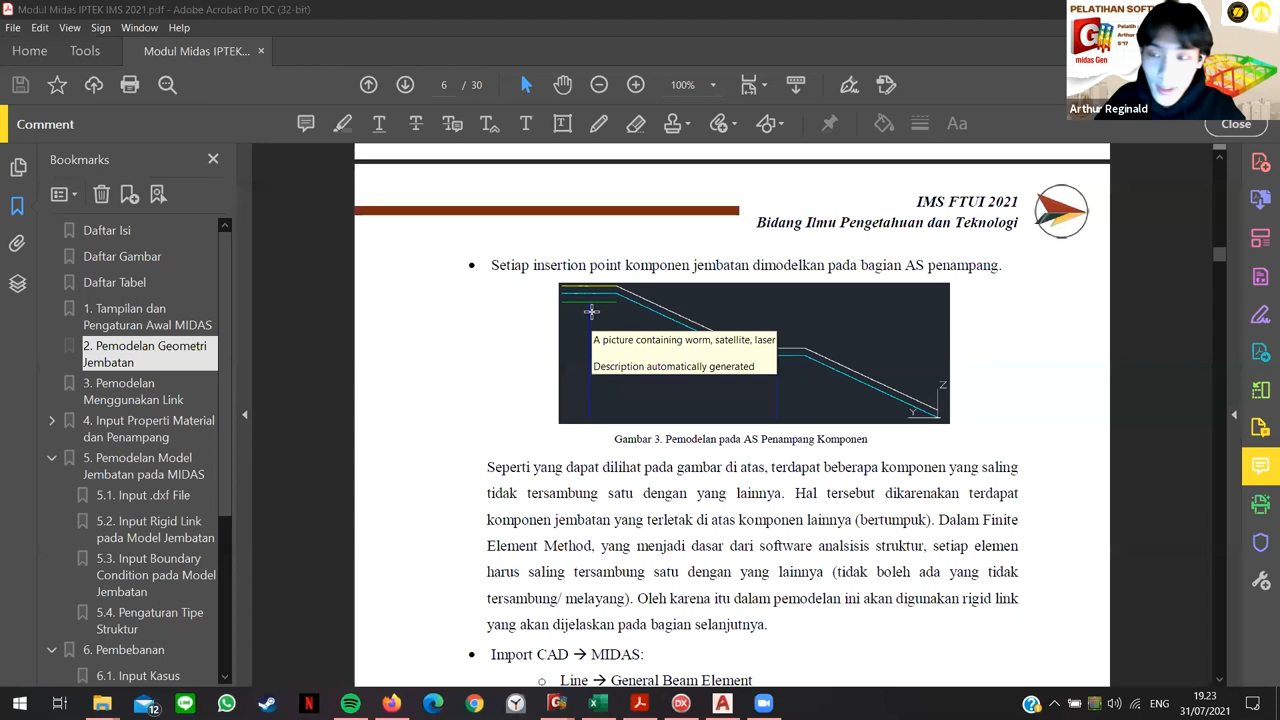 Modul Midas IPTEK IMS 2021.pdf - Adobe Acrobat Pro DC (32-bit)
File Edit View Sign Window Help
Home Tools Modul Midas IPTEK... ×
6 / 30 100%
Comment
Close
Bookmarks
Daftar Isi
Daftar Gambar
Daftar Tabel
1. Tampilan dan
Pengaturan Awal MIDAS
2. Pemodelan Geometri
Jembatan
3. Pemodelan
Menggunakan Link
4. Input Properti Material
dan Penampang
5. Pemodelan Model
Jembatan pada MIDAS
5.1. Input .dxf File
5.2. Input Rigid Link
pada Model Jembatan
5.3. Input Boundary
Condition pada Model
Jembatan
5.4. Pengaturan Tipe
Struktur
6. Pembebanan
6.1. Input Kasus
IMS FTUI 2021
Bidang Ilmu Pengetahuan dan Teknologi
• Setiap insertion point komponen jembatan dimodelkan pada bagian AS penampang.
A picture containing worm, satellite, laser
Description automatically generated
Z
Y
Gambar 3. Pemodelan pada AS Penampang Komponen
Seperti yang dapat dilihat pada gambar di atas, terdapat beberapa komponen yang saling
tidak tersambung satu dengan yang lainnya. Hal tersebut dikarenakan terdapat
komponen jembatan yang terletak di atas komponen lainnya (bertumpuk). Dalam Finite
Element Method, yang menjadi dasar dari software analsisis struktur, setiap elemen
harus saling tersambung satu dengan yang lainnya (tidak boleh ada yang tidak
tersambung/ melayang). Oleh karena itu dalam pemodelan ini akan digunakan rigid link
yang akan dijelaskan pada bagian selanjutnya.
• Import CAD → MIDAS:
o Line → General Beam Element
PELATIHAN SOFT
Pelatih
Arthur
S'17
midas Gen
Arthur Reginald
12
ENG
19.23
31/07/2021